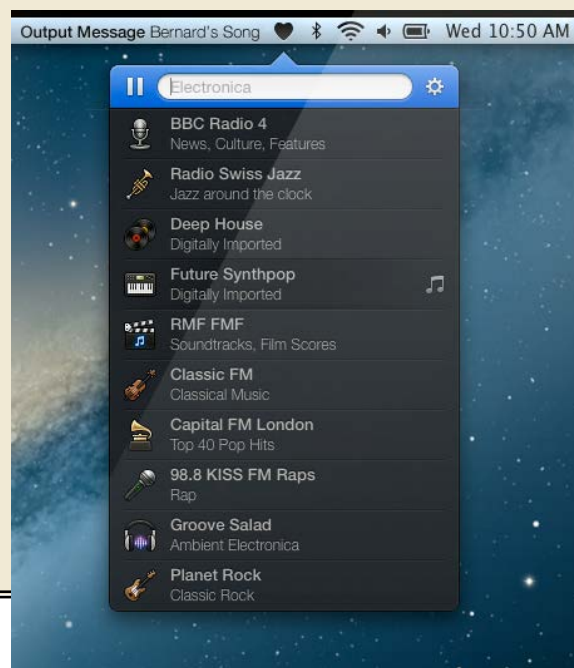 Output Message Bernard's Song Wed 10:50 AM
Electronica
BBC Radio 4
News, Culture, Features
Radio Swiss Jazz
Jazz around the clock
Deep House
Digitally Imported
Future Synthpop
Digitally Imported
RMF FMF
Soundtracks, Film Scores
Classic FM
Classical Music
Capital FM London
Top 40 Pop Hits
98.8 KISS FM Raps
Rap
Groove Salad
Ambient Electronica
Planet Rock
Classic Rock